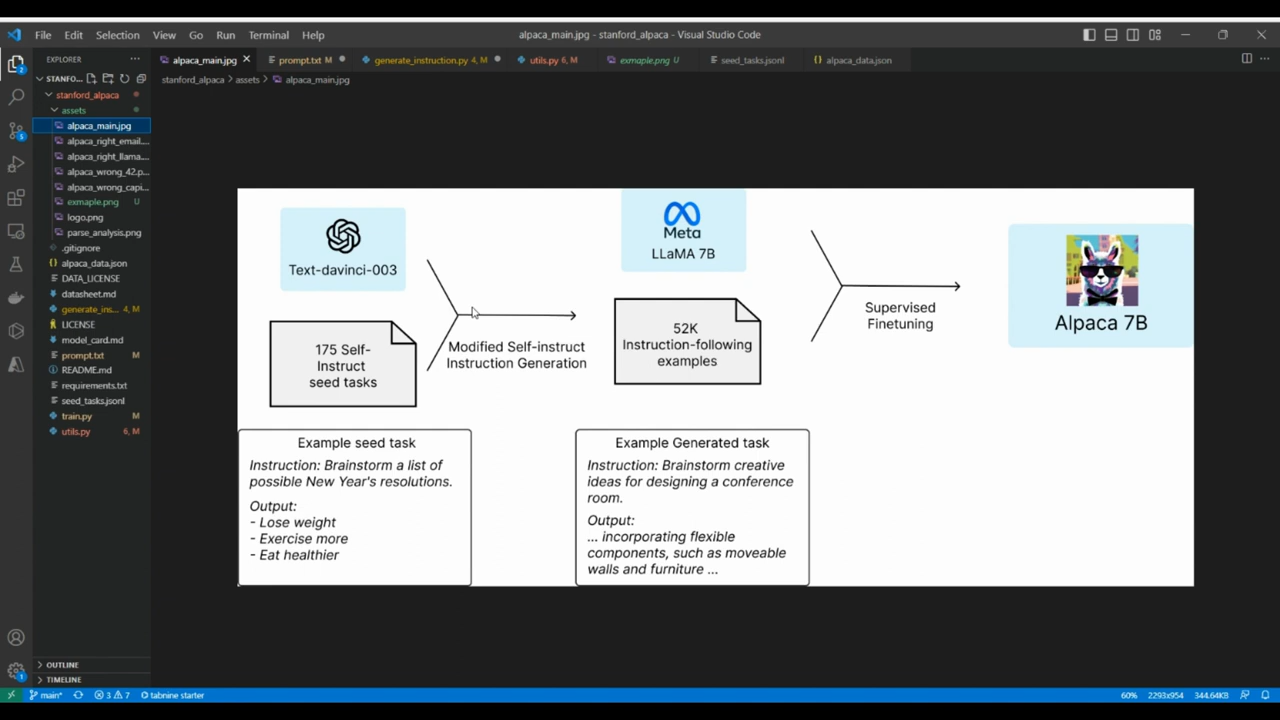 File Edit Selection View Go Run Terminal Help
alpaca_main.jpg - stanford_alpaca - Visual Studio Code
EXPLORER
alpaca_main.jpg
prompt.txt M
generate_instruction.py 4, M
utils.py 6, M
exmaple.png U
seed_tasks.jsonl
alpaca_data.json
STANFO...
stanford_alpaca > assets > alpaca_main.jpg
stanford_alpaca
assets
alpaca_main.jpg
alpaca_right_email....
alpaca_right_llama....
alpaca_wrong_42.p...
alpaca_wrong_capi...
exmaple.png U
logo.png
parse_analysis.png
.gitignore
alpaca_data.json
DATA_LICENSE
datasheet.md
generate_ins... 4, M
LICENSE
model_card.md
prompt.txt M
README.md
requirements.txt
seed_tasks.jsonl
train.py M
utils.py 6, M
Text-davinci-003
175 Self-
Instruct
seed tasks
Modified Self-instruct
Instruction Generation
Meta
LLaMA 7B
52K
Instruction-following
examples
Supervised
Finetuning
Alpaca 7B
Example seed task
Instruction: Brainstorm a list of
possible New Year's resolutions.
Output:
- Lose weight
- Exercise more
- Eat healthier
Example Generated task
Instruction: Brainstorm creative
ideas for designing a conference
room.
Output:
... incorporating flexible
components, such as moveable
walls and furniture ...
OUTLINE
TIMELINE
main* 3 7 tabnine starter
60% 2293x954 344.64KB